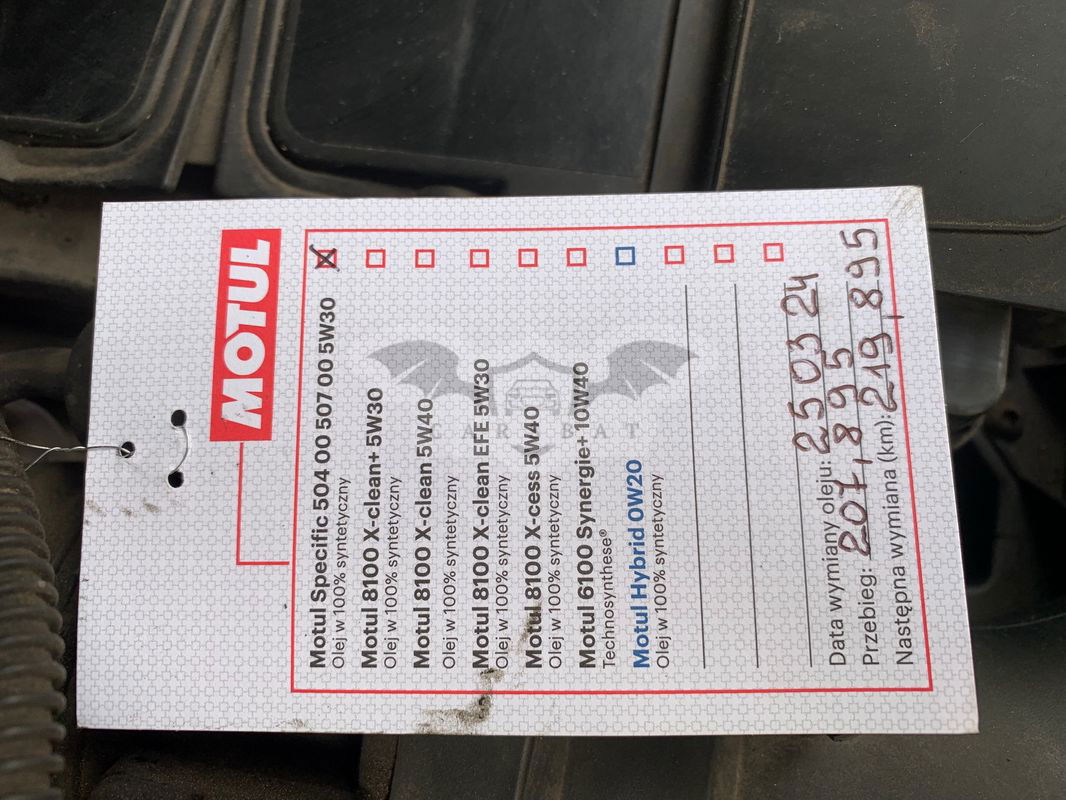 MOTUL
Motul Specific 504 00 507 00 5W30
Olej w 100% syntetyczny
Motul 8100 X-clean+ 5W30
Olej w 100% syntetyczny
Motul 8100 X-clean 5W40
Olej w 100% syntetyczny
Motul 8100 X-clean EFE 5W30
Olej w 100% syntetyczny
Motul 8100 X-cess 5W40
Olej w 100% syntetyczny
Motul 6100 Synergie+ 10W40
Technosynthese®
Motul Hybrid 0W20
Olej w 100% syntetyczny
Data wymiany oleju: 25 03 24
Przebieg: 207,895
Następna wymiana (km): 219,895
CAR BAT